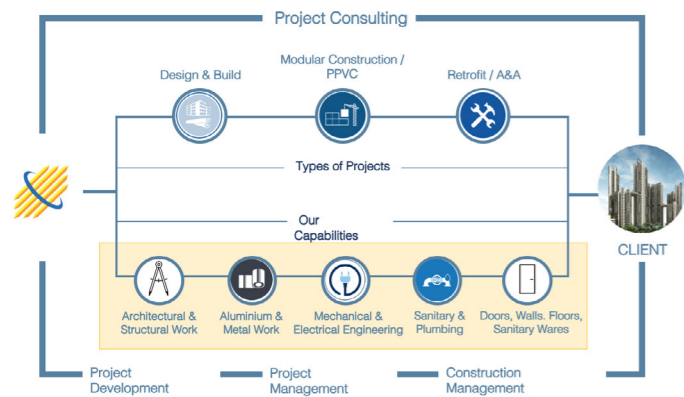 Project Consulting
Design & Build
Modular Construction /
PPVC
Retrofit / A&A
Types of Projects
Our
Capabilities
CLIENT
Architectural &
Structural Work
Aluminium &
Metal Work
Mechanical &
Electrical Engineering
Sanitary &
Plumbing
Doors, Walls. Floors,
Sanitary Wares
Project
Development
Project
Management
Construction
Management